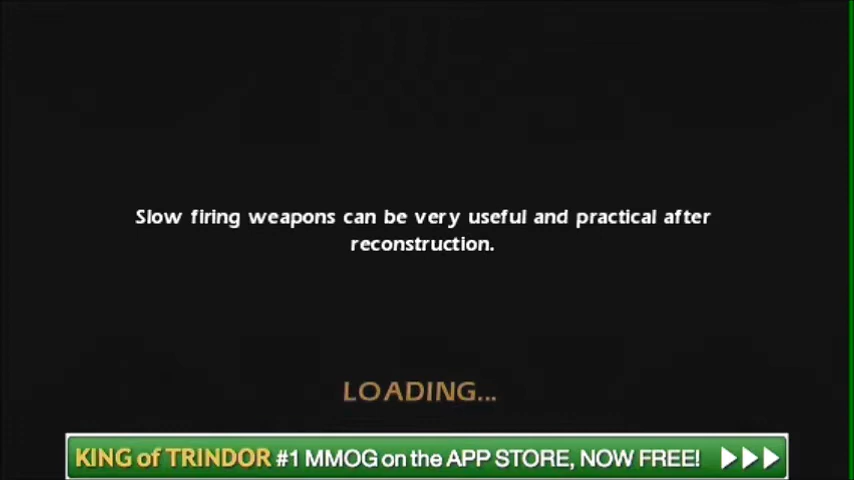 Slow firing weapons can be very useful and practical after
reconstruction.
LOADING...
KING of TRINDOR #1 MMOG on the APP STORE, NOW FREE!